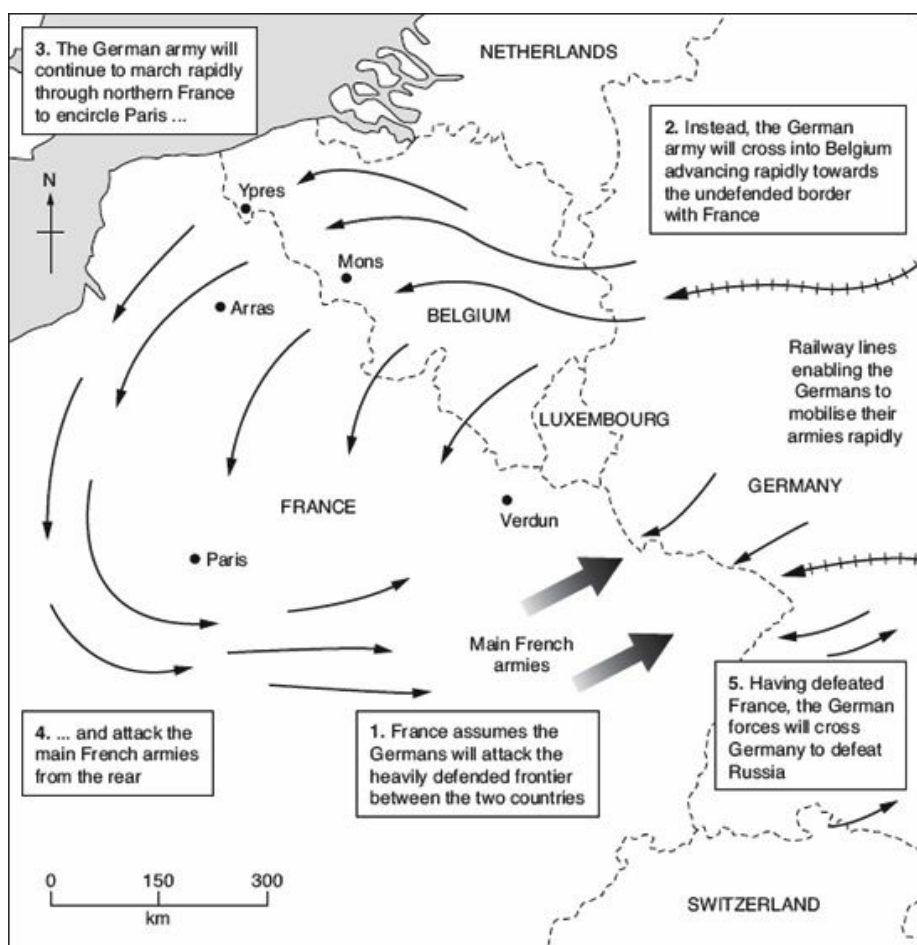 3. The German army will
continue to march rapidly
through northern France
to encircle Paris ...
NETHERLANDS
2. Instead, the German
army will cross into Belgium
advancing rapidly towards
the undefended border
with France
N
Ypres
Mons
Arras
BELGIUM
Railway lines
enabling the
Germans to
mobilise their
armies rapidly
LUXEMBOURG
GERMANY
FRANCE
Verdun
Paris
Main French
armies
4. ... and attack the
main French armies
from the rear
1. France assumes the
Germans will attack the
heavily defended frontier
between the two countries
5. Having defeated
France, the German
forces will cross
Germany to defeat
Russia
0 150 300
km
SWITZERLAND